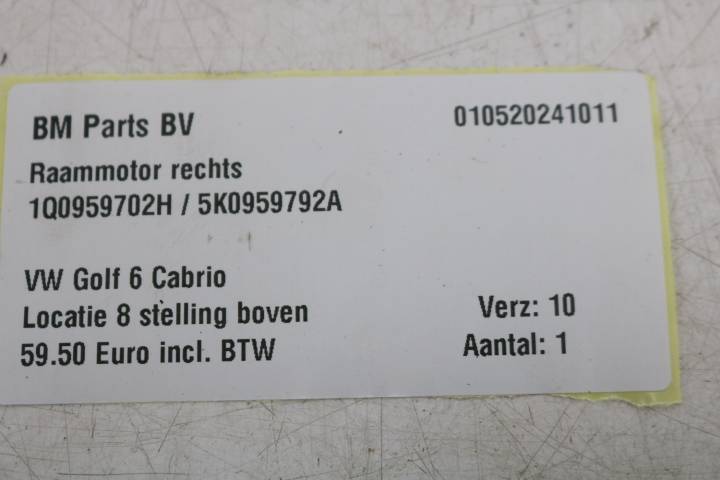 BM Parts BV 010520241011
Raammotor rechts
1Q0959702H / 5K0959792A
VW Golf 6 Cabrio
Locatie 8 stelling boven Verz: 10
59.50 Euro incl. BTW Aantal: 1